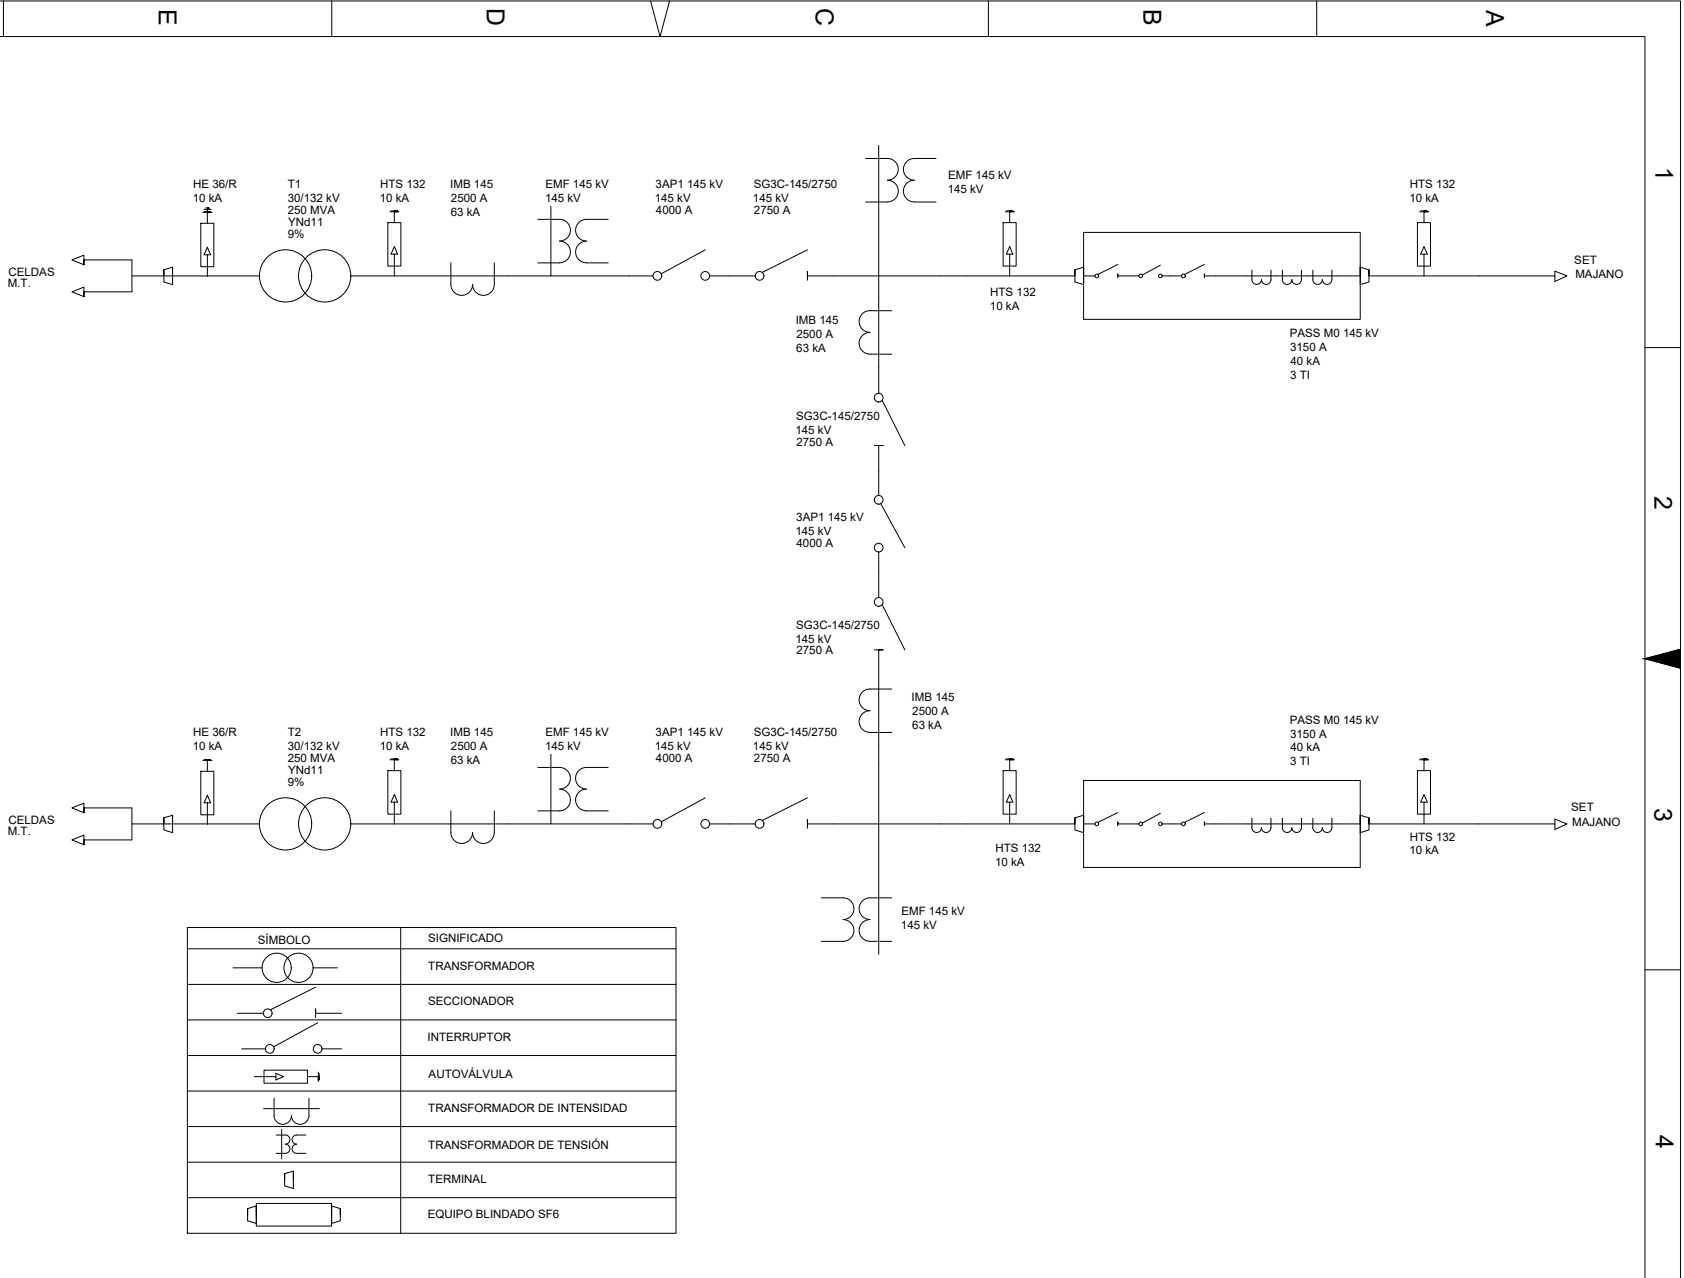 E
D
C
B
A
1
2
3
4
HE 36/R
10 kA
T1
30/132 kV
250 MVA
YNd11
9%
HTS 132
10 kA
IMB 145
2500 A
63 kA
EMF 145 kV
145 kV
3AP1 145 kV
145 kV
4000 A
SG3C-145/2750
145 kV
2750 A
EMF 145 kV
145 kV
HTS 132
10 kA
HTS 132
10 kA
CELDAS
M.T.
SET
MAJANO
PASS M0 145 kV
3150 A
40 kA
3 TI
IMB 145
2500 A
63 kA
SG3C-145/2750
145 kV
2750 A
3AP1 145 kV
145 kV
4000 A
SG3C-145/2750
145 kV
2750 A
IMB 145
2500 A
63 kA
HE 36/R
10 kA
T2
30/132 kV
250 MVA
YNd11
9%
HTS 132
10 kA
IMB 145
2500 A
63 kA
EMF 145 kV
145 kV
3AP1 145 kV
145 kV
4000 A
SG3C-145/2750
145 kV
2750 A
PASS M0 145 kV
3150 A
40 kA
3 TI
CELDAS
M.T.
SET
MAJANO
HTS 132
10 kA
HTS 132
10 kA
EMF 145 kV
145 kV
SÍMBOLO
SIGNIFICADO
TRANSFORMADOR
SECCIONADOR
INTERRUPTOR
AUTOVÁLVULA
TRANSFORMADOR DE INTENSIDAD
TRANSFORMADOR DE TENSIÓN
TERMINAL
EQUIPO BLINDADO SF6